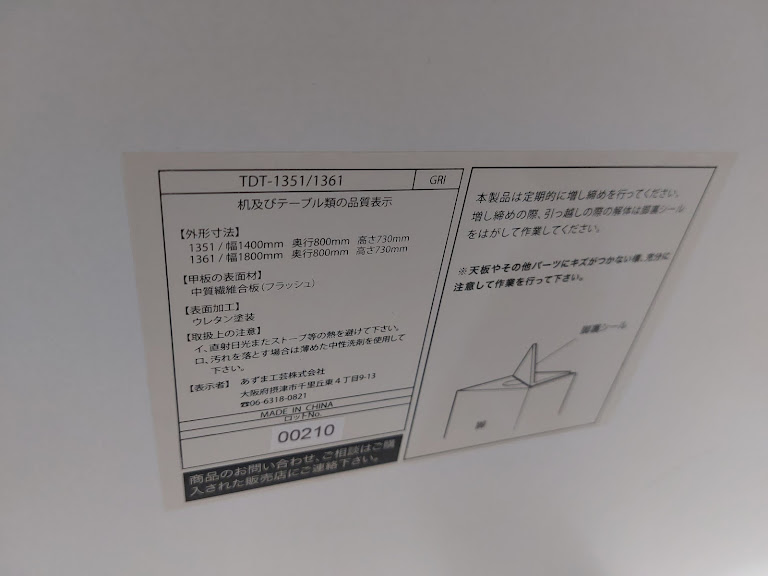 TDT-1351/1361
GRI
机及びテーブル類の品質表示
【外形寸法】
1351 / 幅1400mm 奥行800mm 高さ730mm
1361 / 幅1800mm 奥行800mm 高さ730mm
【甲板の表面材】
中質繊維合板(フラッシュ)
【表面加工】
ウレタン塗装
【取扱上の注意】
イ、直射日光またストーブ等の熱を避けて下さい。
ロ、汚れを落とす場合は薄めた中性洗剤を使用して
下さい。
【表示者】 あずま工芸株式会社
大阪府摂津市千里丘東4丁目9-13
☎06-6318-0821
MADE IN CHINA
ロットNo.
00210
商品のお問い合わせ、ご相談はご購
入された販売店にご連絡下さい。
本製品は定期的に増し締めを行ってください。
増し締めの際、引っ越しの際の解体は脚裏シール
をはがして作業してください。
※天板やその他パーツにキズがつかない様、充分に
注意して作業を行って下さい。
脚裏シール
脚